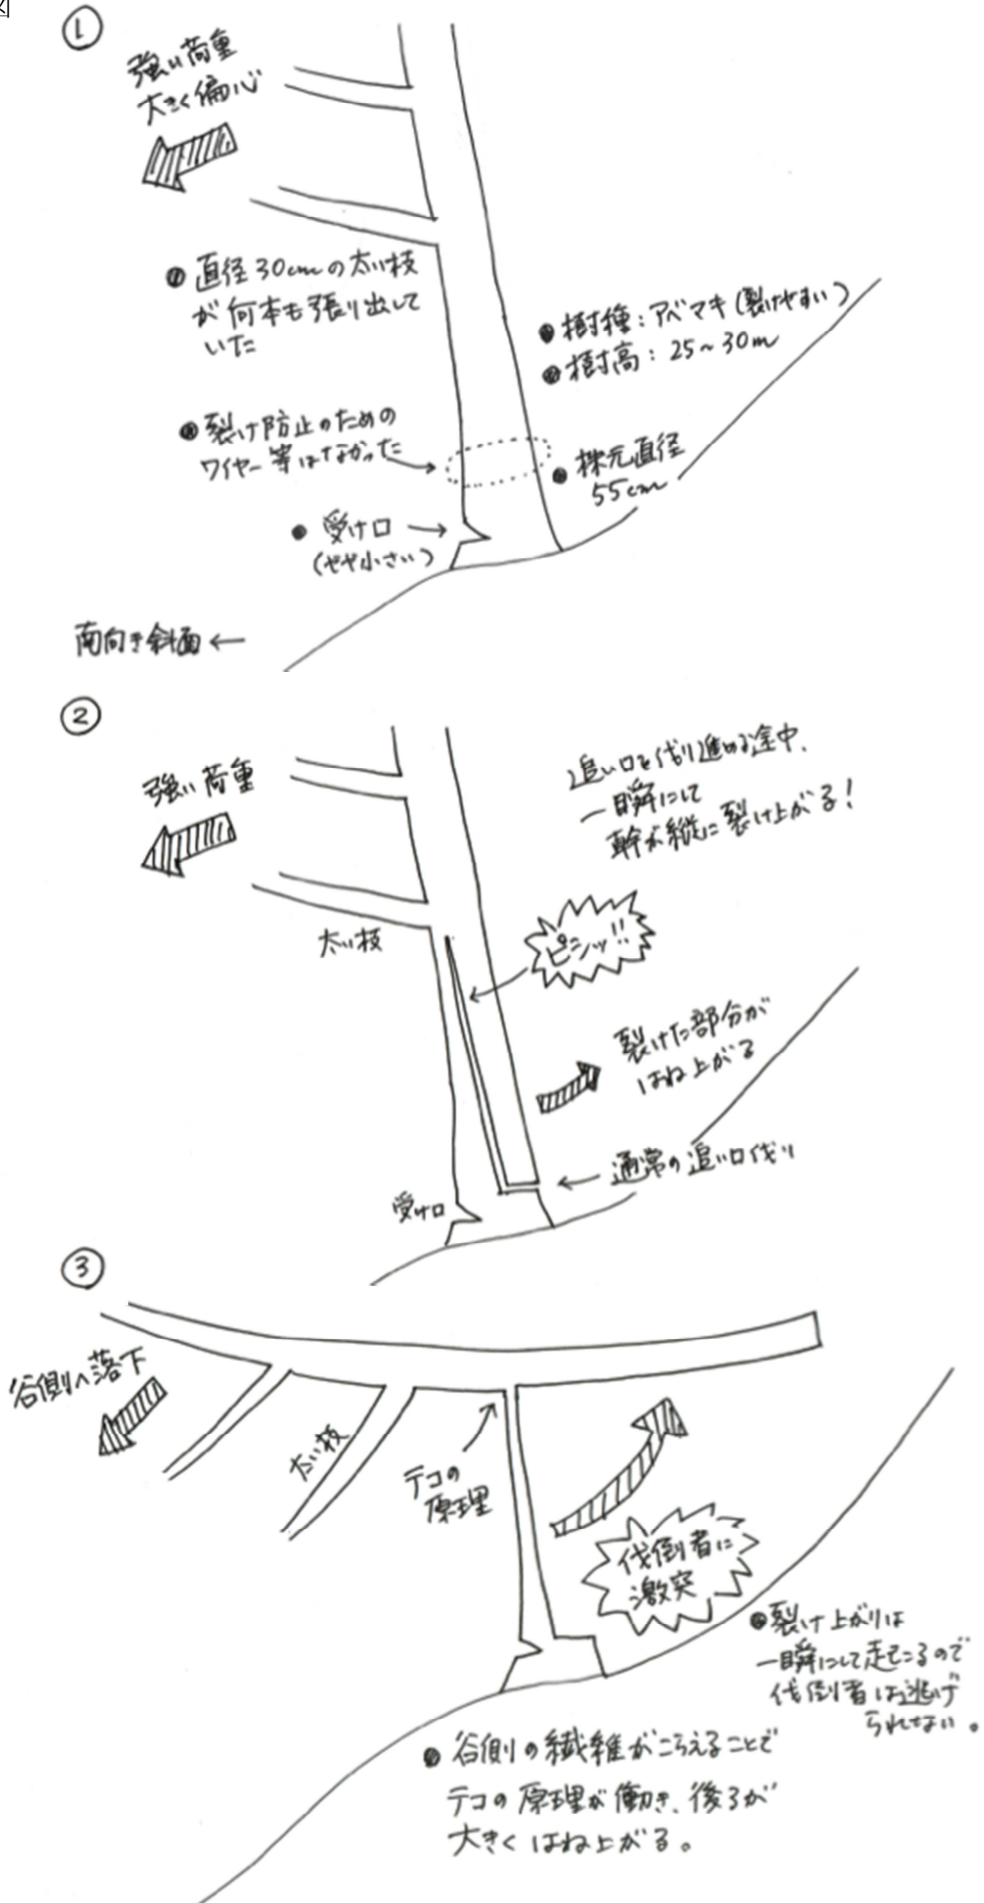 図
①
強い荷重
大きく偏心
● 直径30cmの太い枝
が何本も張り出して
いた
● 樹種：アベマキ（裂けやすい）
● 樹高：25～30m
● 裂け防止のための
ワイヤー等はなかった
● 株元直径
55cm
● 受け口
（やや小さい）
南向き斜面 ←
②
強い荷重
追い口を伐り進める途中、
一瞬にして
幹が縦に裂け上がる！
太い枝
ピシッ!!
裂けた部分が
はね上がる
← 通常の追い口伐り
受け口
③
谷側へ落下
太い枝
テコの
原理
伐倒者に
激突
● 裂け上がりは
一瞬にして起こるので
伐倒者は逃げ
られない。
● 谷側の繊維がこらえることで
テコの原理が働き、後ろが
大きくはね上がる。